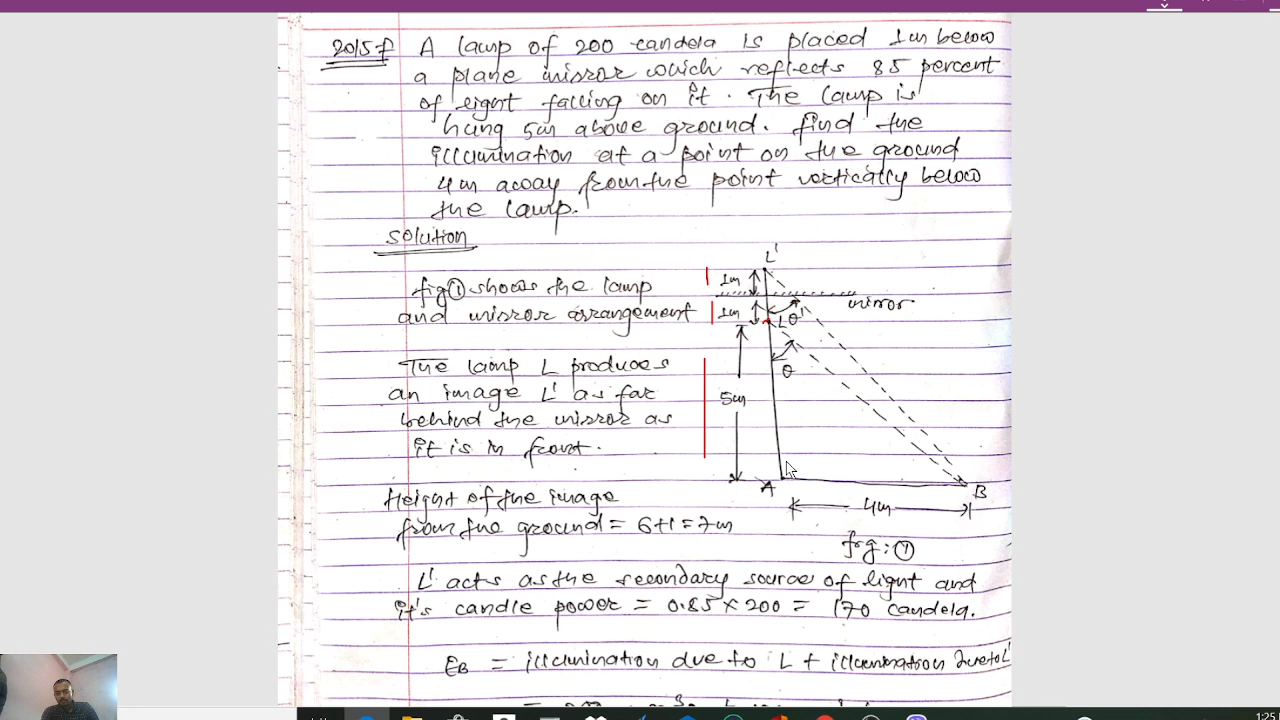 2015 f A lamp of 200 candela is placed 1m below
a plane mirror which reflects 85 percent
of light falling on it. The lamp is
hung 5m above ground. find the
illumination at a point on the ground
4m away from the point vertically below
the lamp.
Solution
L'
1m
mirror
fig ① shows the lamp
and mirror arrangement
1m
L
θ'
θ
The lamp L produces
an image L' is far
behind the mirror as
it is in front.
5m
A
B
4m
fig: ①
Height of the image
from the ground = 6+1 = 7m
L' acts as the secondary source of light and
it's candle power = 0.85 × 200 = 170 candela.
EB = illumination due to L + illumination due to L'
1:25